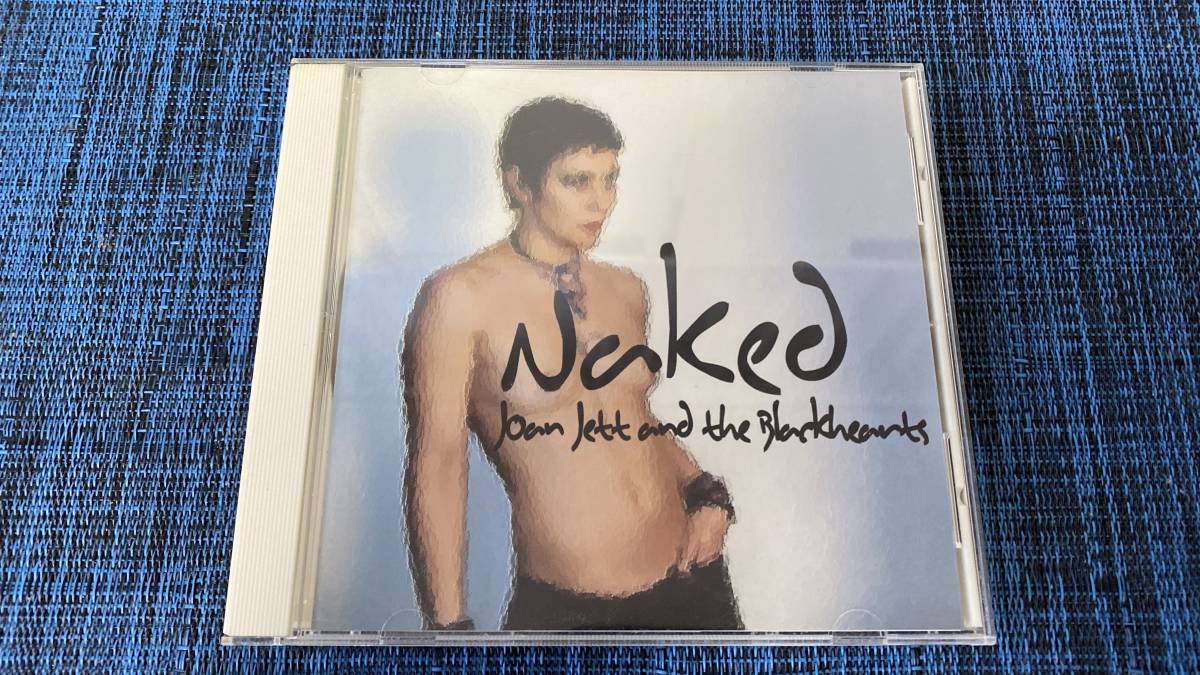 Naked
Joan Jett and the Blackhearts